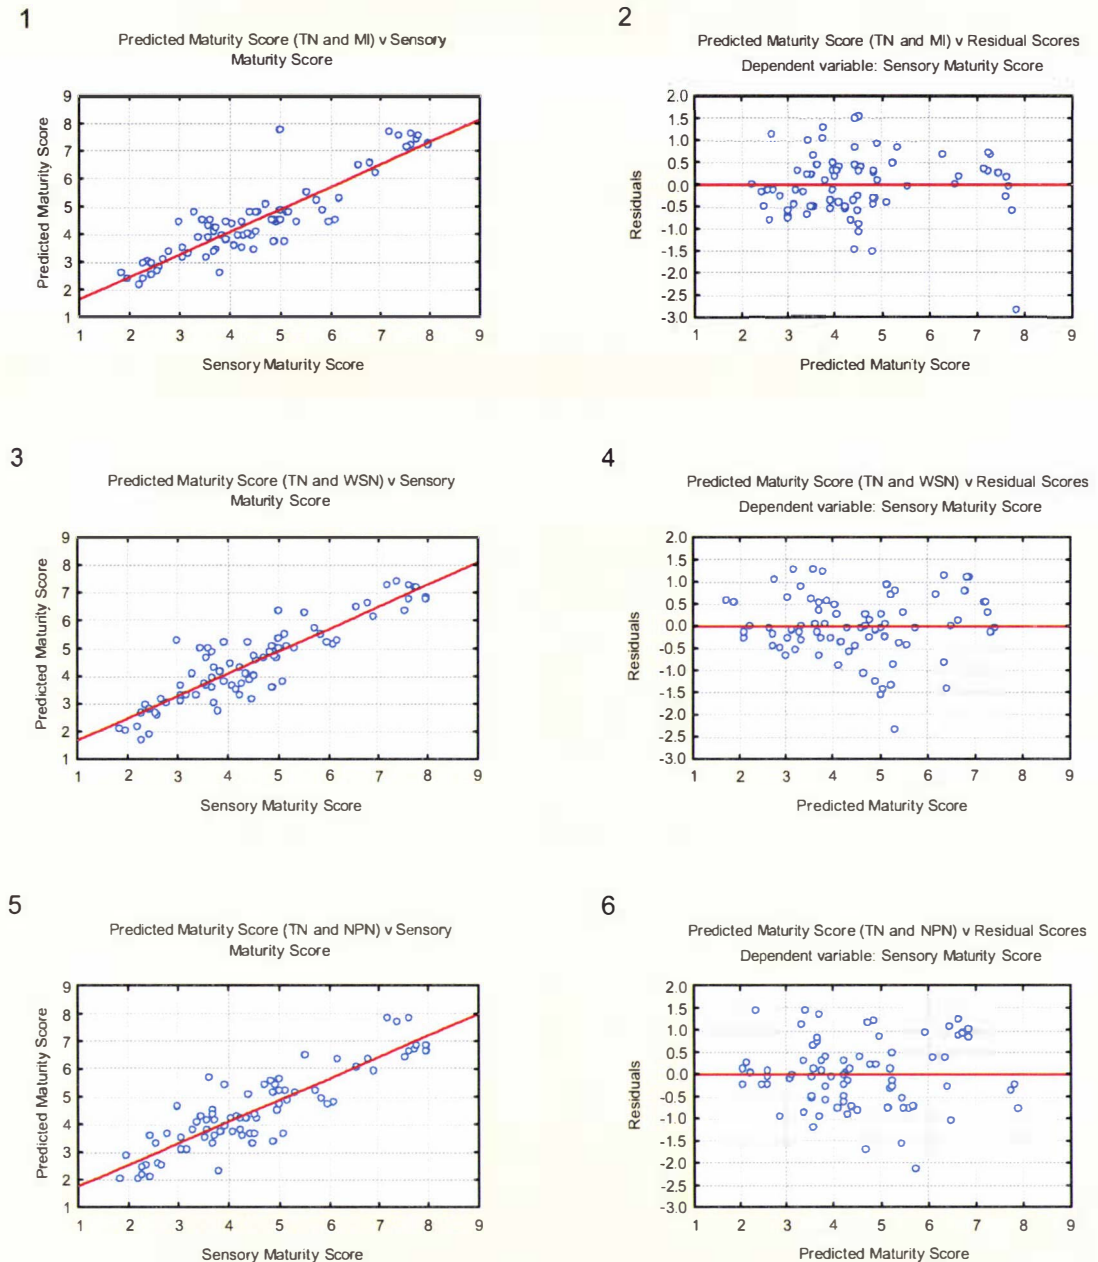 1
Predicted Maturity Score (TN and MI) v Sensory
Maturity Score
9
8
7
6
5
4
3
2
1
Predicted Maturity Score
1 2 3 4 5 6 7 8 9
Sensory Maturity Score
2
Predicted Maturity Score (TN and MI) v Residual Scores
Dependent variable: Sensory Maturity Score
2.0
1.5
1.0
0.5
0.0
-0.5
-1.0
-1.5
-2.0
-2.5
-3.0
Residuals
1 2 3 4 5 6 7 8 9
Predicted Maturity Score
3
Predicted Maturity Score (TN and WSN) v Sensory
Maturity Score
9
8
7
6
5
4
3
2
1
Predicted Maturity Score
1 2 3 4 5 6 7 8 9
Sensory Maturity Score
4
Predicted Maturity Score (TN and WSN) v Residual Scores
Dependent variable: Sensory Maturity Score
2.0
1.5
1.0
0.5
0.0
-0.5
-1.0
-1.5
-2.0
-2.5
-3.0
Residuals
1 2 3 4 5 6 7 8 9
Predicted Maturity Score
5
Predicted Maturity Score (TN and NPN) v Sensory
Maturity Score
9
8
7
6
5
4
3
2
1
Predicted Maturity Score
1 2 3 4 5 6 7 8 9
Sensory Maturity Score
6
Predicted Maturity Score (TN and NPN) v Residual Scores
Dependent variable: Sensory Maturity Score
2.0
1.5
1.0
0.5
0.0
-0.5
-1.0
-1.5
-2.0
-2.5
-3.0
Residuals
1 2 3 4 5 6 7 8 9
Predicted Maturity Score